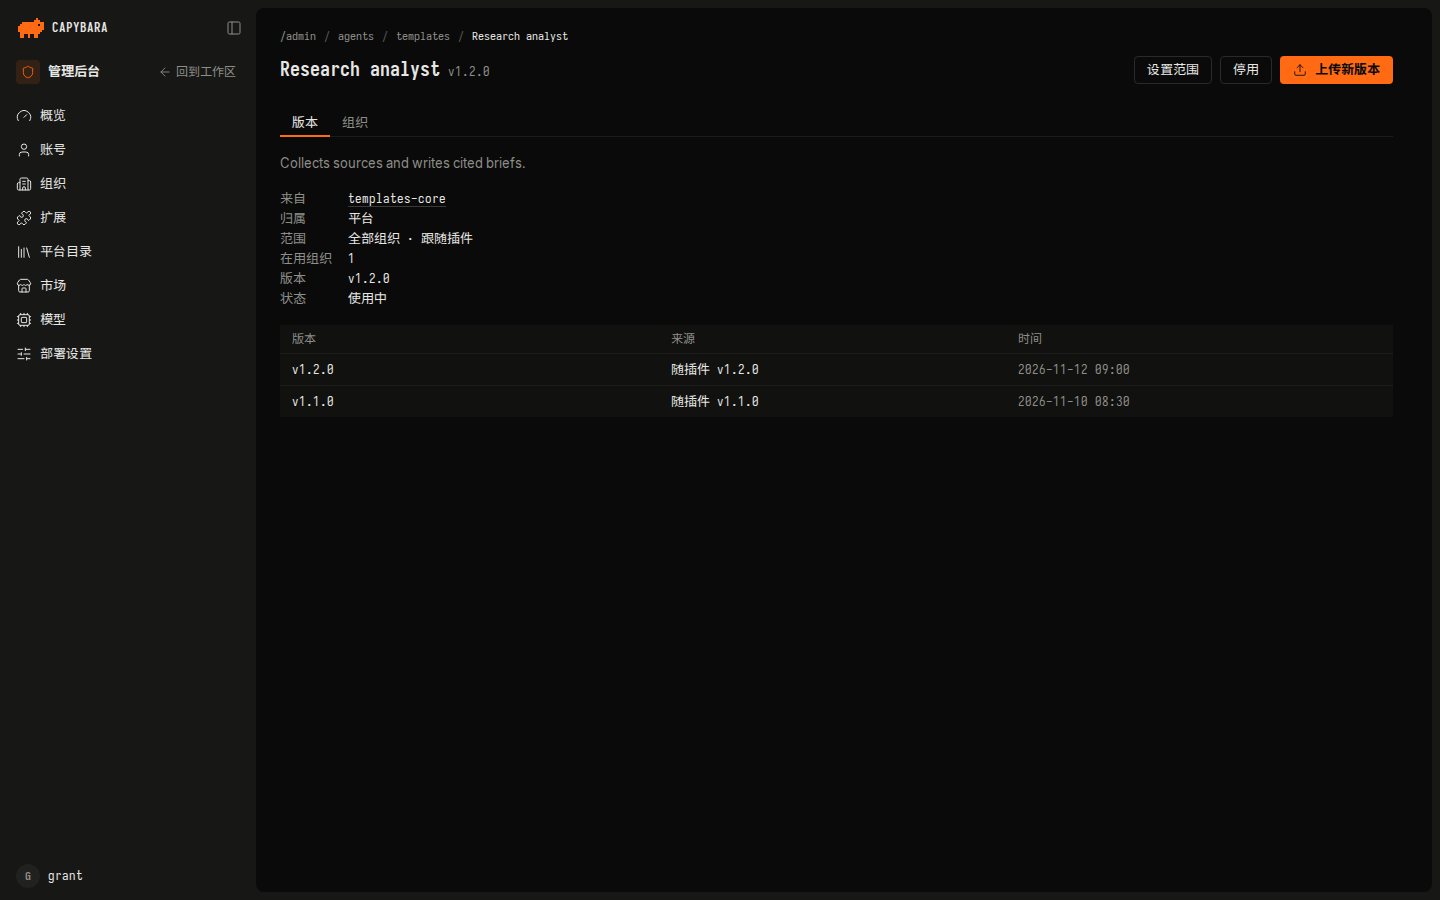 CAPYBARA
管理后台
回到工作区
概览
账号
组织
扩展
平台目录
市场
模型
部署设置
G grant
/admin / agents / templates / Research analyst
Research analyst v1.2.0
设置范围
停用
上传新版本
版本 组织
Collects sources and writes cited briefs.
来自 templates-core
归属 平台
范围 全部组织 · 跟随插件
在用组织 1
版本 v1.2.0
状态 使用中
版本 来源 时间
v1.2.0 随插件 v1.2.0 2026-11-12 09:00
v1.1.0 随插件 v1.1.0 2026-11-10 08:30